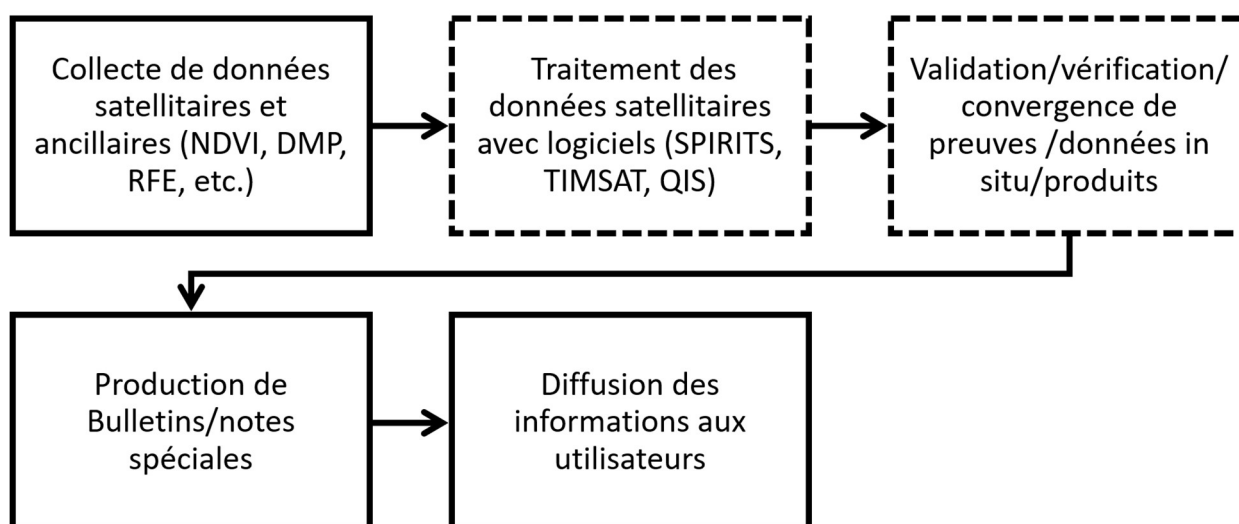 Collecte de données
satellitaires et
ancillaires (NDVI, DMP,
RFE, etc.)
Traitement des
données satellitaires
avec logiciels (SPIRITS,
TIMSAT, QIS)
Validation/vérification/
convergence de
preuves /données in
situ/produits
Production de
Bulletins/notes
spéciales
Diffusion des
informations aux
utilisateurs